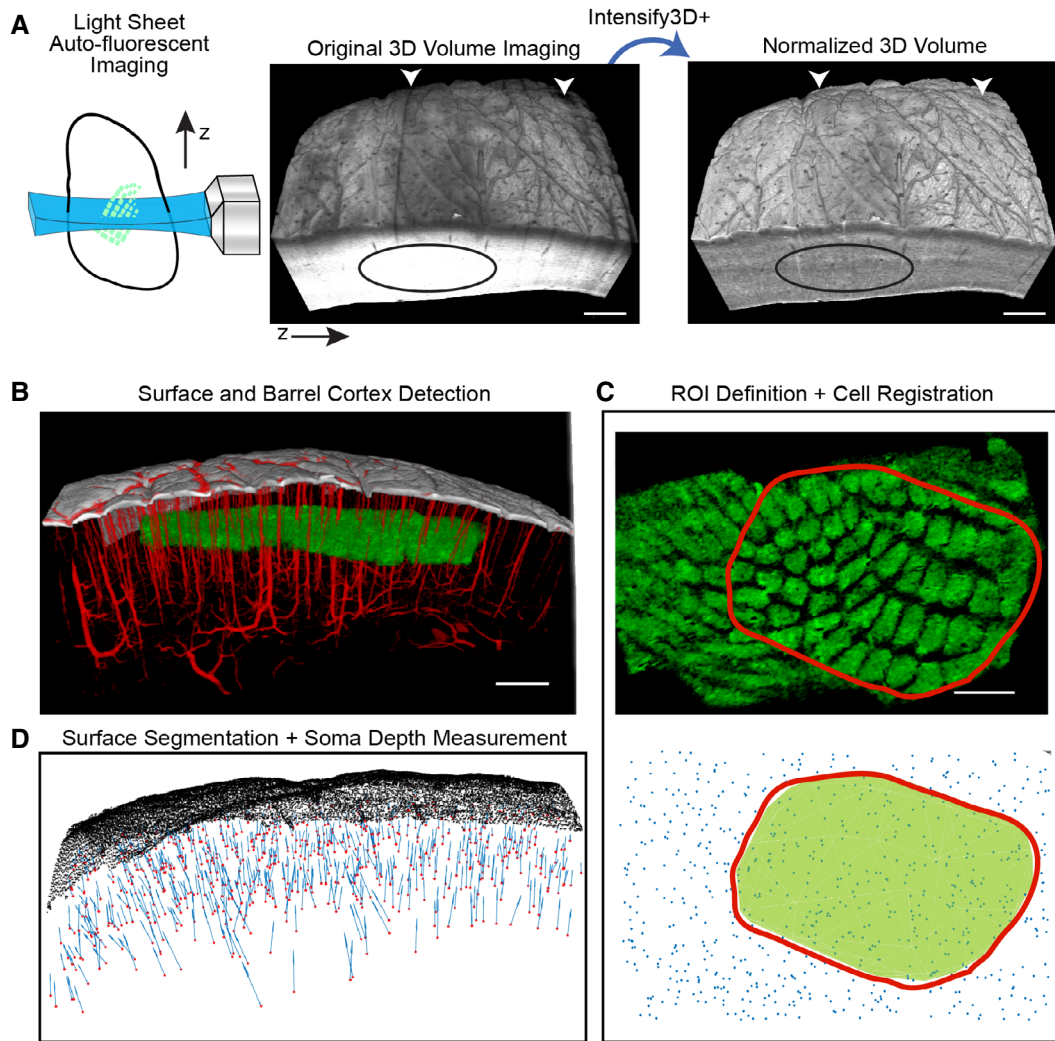 A
Light Sheet
Auto-fluorescent
Imaging
z
Original 3D Volume Imaging
Intensify3D+
Normalized 3D Volume
z
B
Surface and Barrel Cortex Detection
C
ROI Definition + Cell Registration
D
Surface Segmentation + Soma Depth Measurement